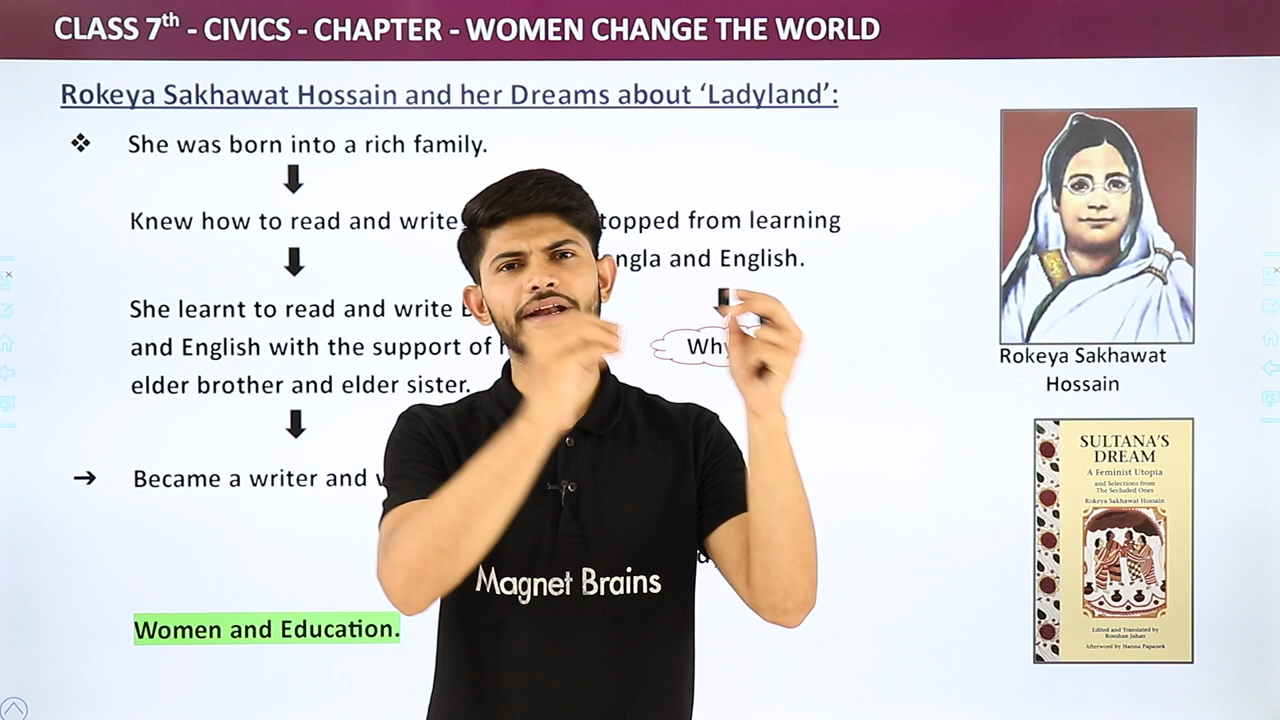 CLASS 7th - CIVICS - CHAPTER - WOMEN CHANGE THE WORLD
Rokeya Sakhawat Hossain and her Dreams about ‘Ladyland’:
❖ She was born into a rich family.
Knew how to read and write topped from learning
ngla and English.
She learnt to read and write
and English with the support of
elder brother and elder sister.
Why
➔ Became a writer and
Women and Education.
Rokeya Sakhawat
Hossain
SULTANA'S
DREAM
A Feminist Utopia
and Selections from
The Secluded Ones
Rokeya Sakhawat Hossain
Edited and Translated by
Roushan Jahan
Afterword by Hanna Papanek
Magnet Brains